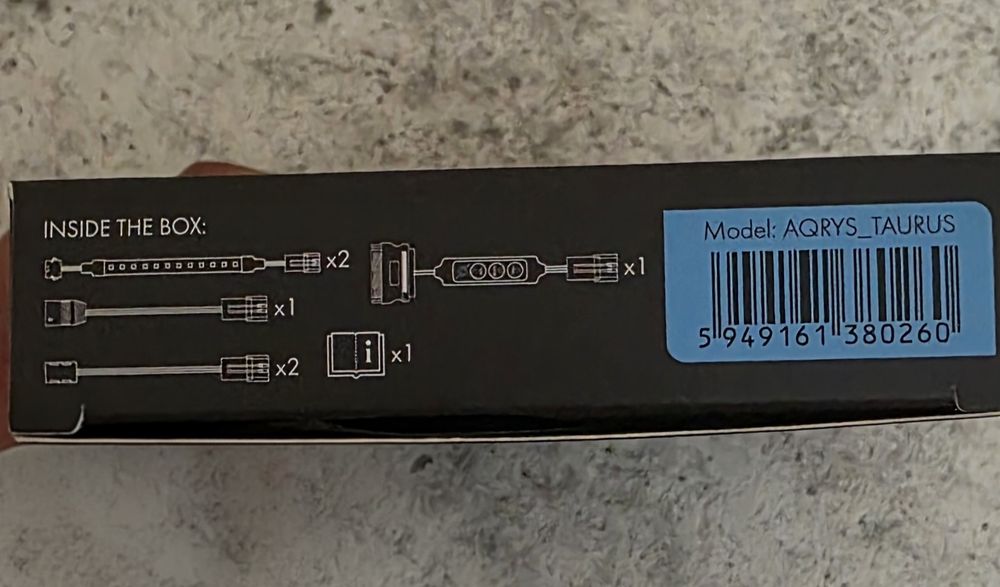 INSIDE THE BOX:
x2
x1
x2
x1
i x1
Model: AQRYS_TAURUS
5 949161 380260